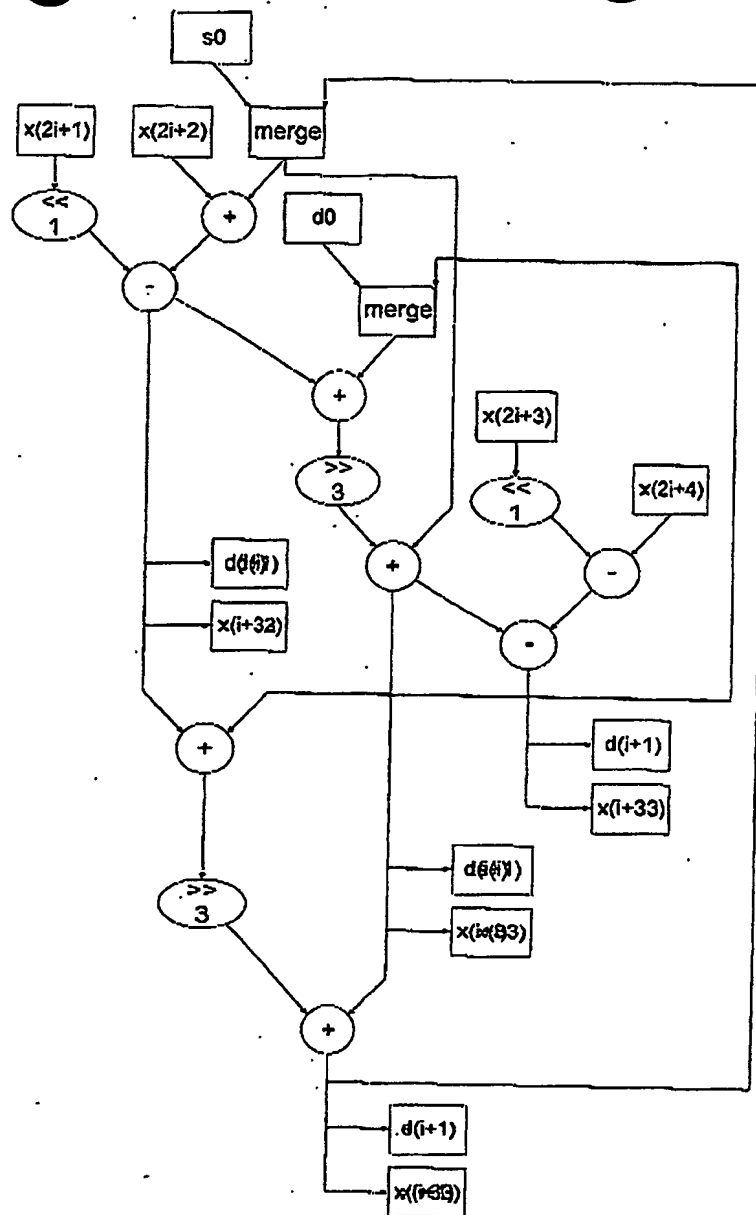 s0
x(2i+1)
x(2i+2)
merge
<<
1
+
d0
-
merge
+
x(2i+3)
>>
3
<<
1
x(2i+4)
+
-
x(i+32)
-
+
d(i+1)
x(i+33)
>>
3
+
d(i+1)